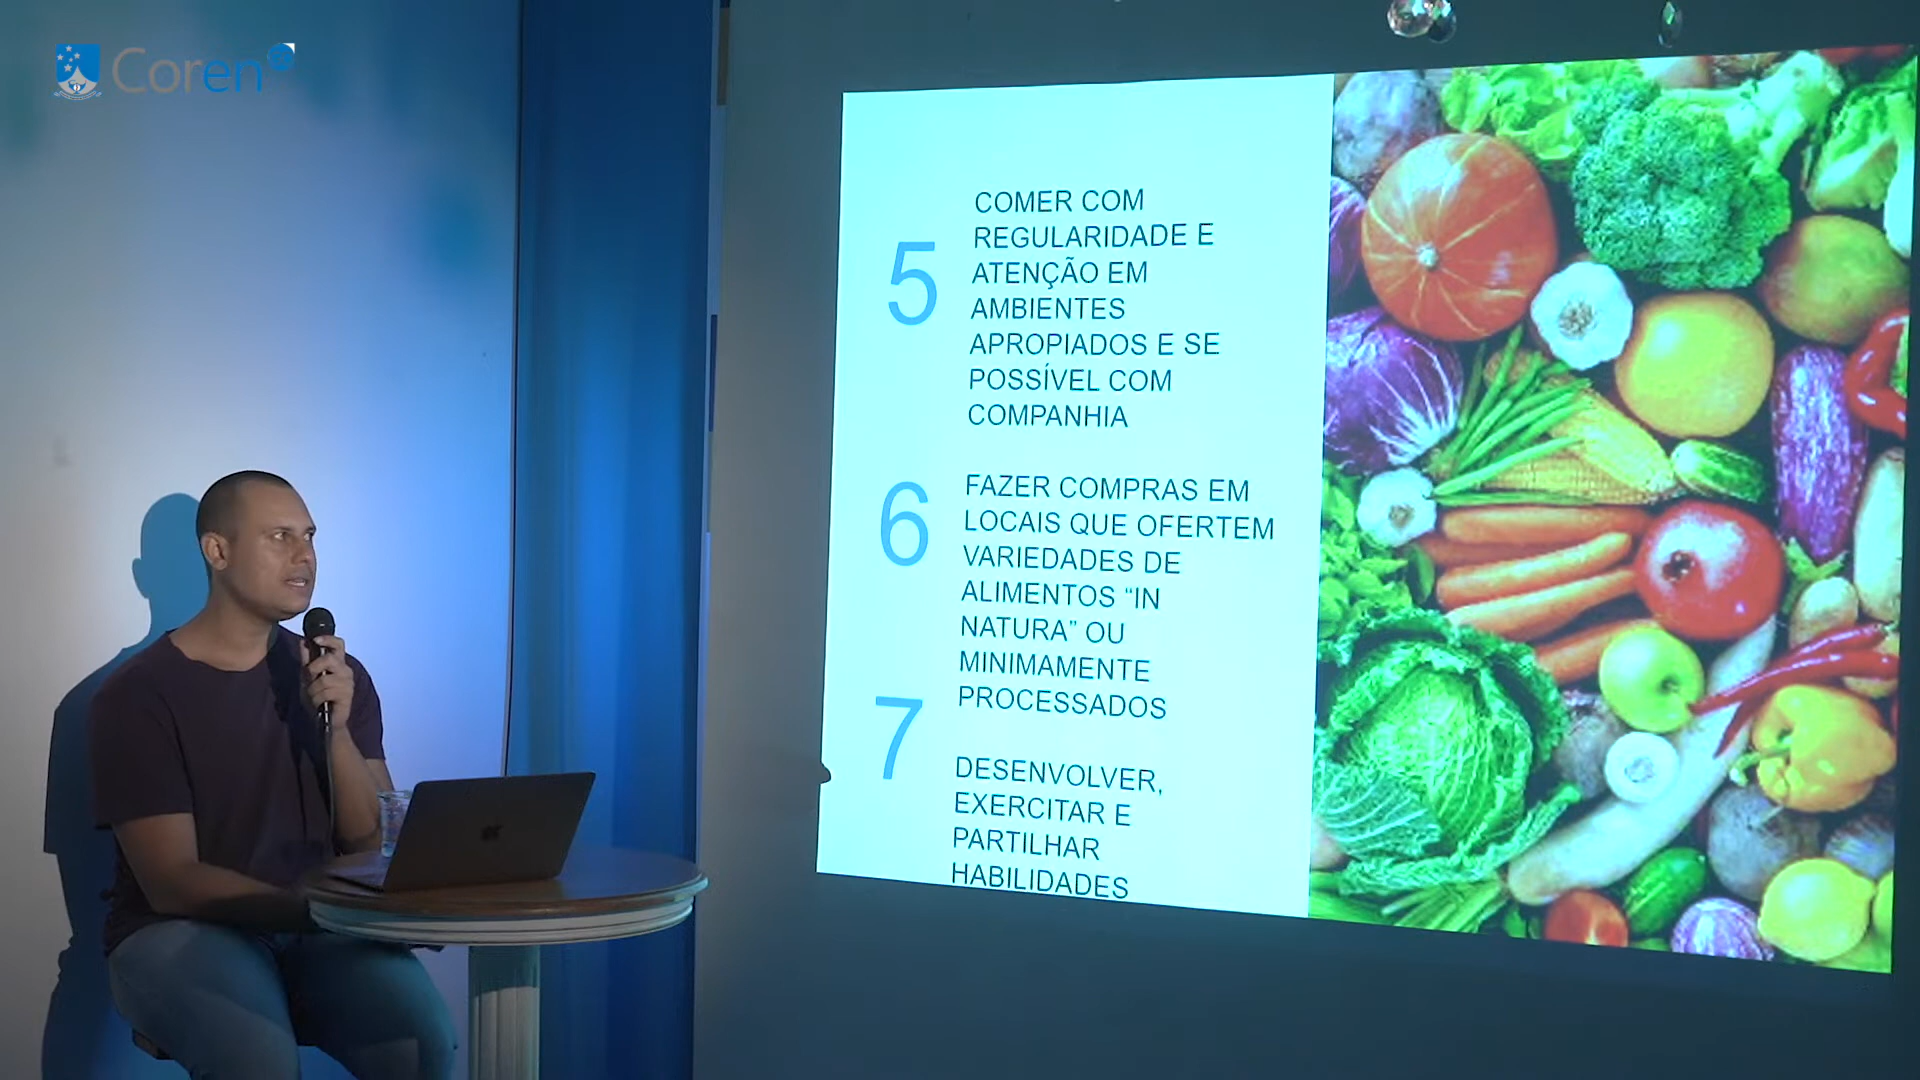 Coren
5
COMER COM
REGULARIDADE E
ATENÇÃO EM
AMBIENTES
APROPIADOS E SE
POSSÍVEL COM
COMPANHIA
6
FAZER COMPRAS EM
LOCAIS QUE OFERTEM
VARIEDADES DE
ALIMENTOS “IN
NATURA” OU
MINIMAMENTE
PROCESSADOS
7
DESENVOLVER,
EXERCITAR E
PARTILHAR
HABILIDADES